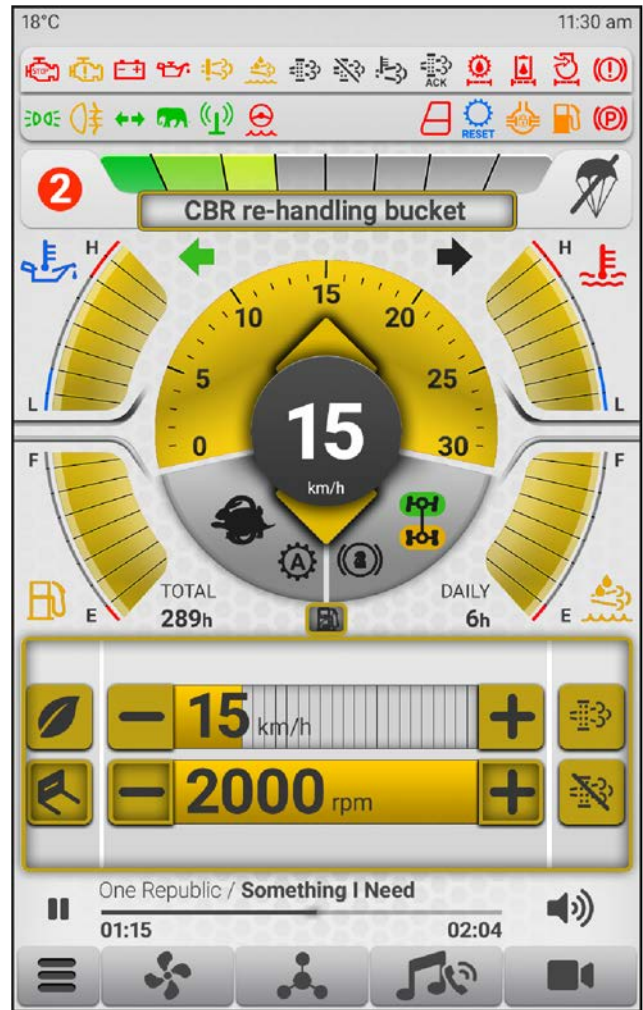 18°C 11:30 am
STOP
ACK
RESET
P
2
CBR re-handling bucket
H H
15
10 20
L 5 25 L
0 30
15
km/h
F F
A a
TOTAL DAILY
E 289h 6h E
15 km/h
2000 rpm
One Republic / Something I Need
01:15 02:04